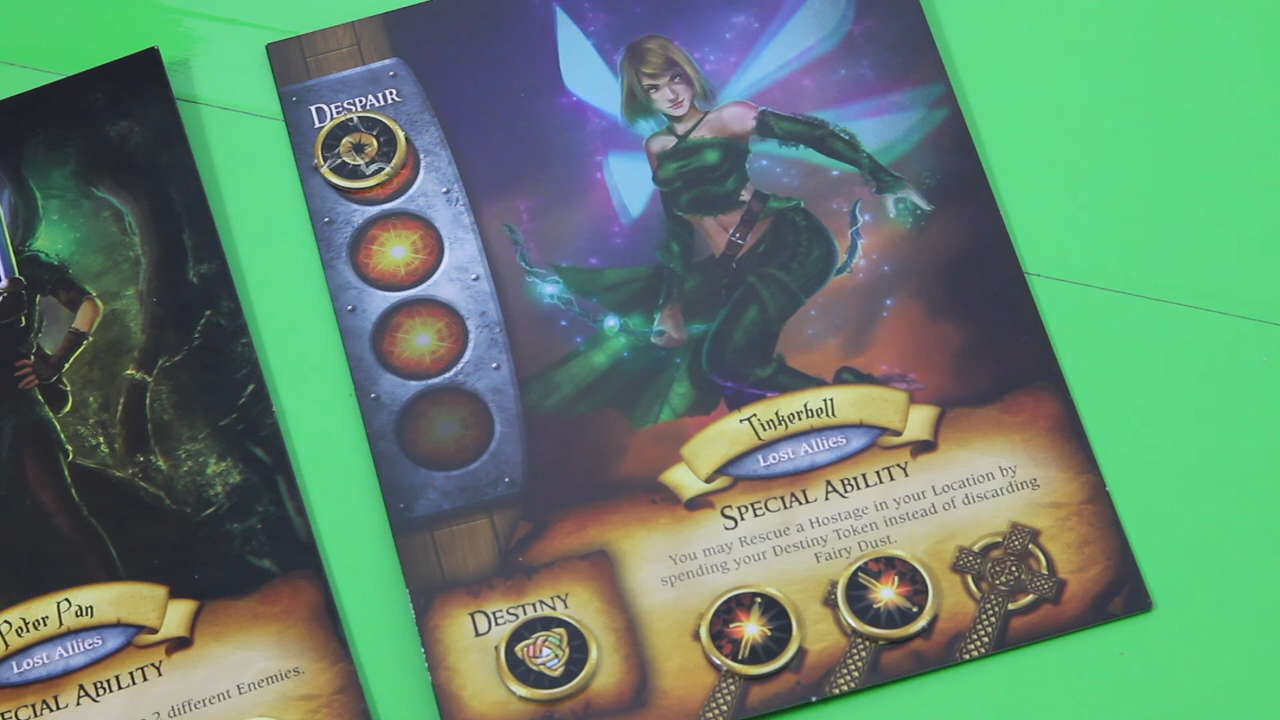 DESPAIR
Tinkerbell
LOST ALLIES
SPECIAL ABILITY
You may Rescue a Hostage in your Location by
spending your Destiny Token instead of discarding
Fairy Dust.
DESTINY
Peter Pan
LOST ALLIES
ECIAL ABILITY
2 different Enemies.